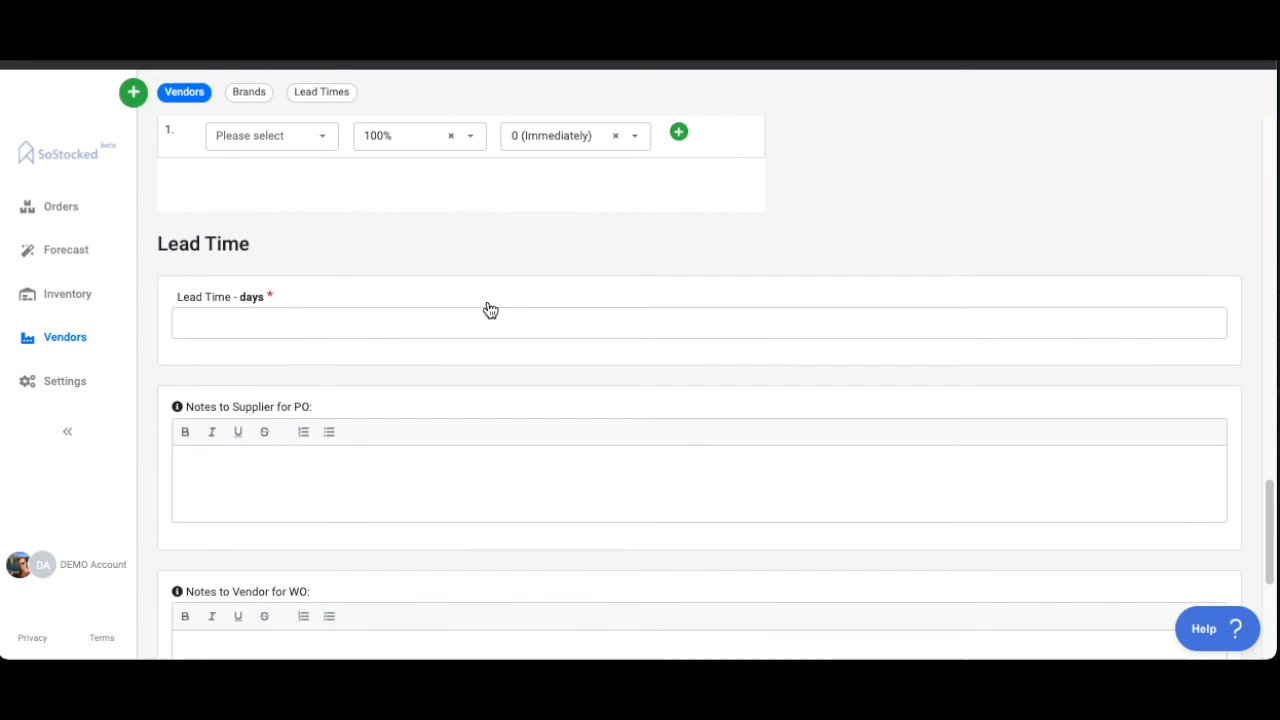 Vendors Brands Lead Times
SoStocked beta
1. Please select 100% × 0 (Immediately) ×
Orders
Forecast
Inventory
Vendors
Settings
«
DA DEMO Account
Privacy Terms
Lead Time
Lead Time - days *
Notes to Supplier for PO:
B I U S
Notes to Vendor for WO:
B I U S
Help ?